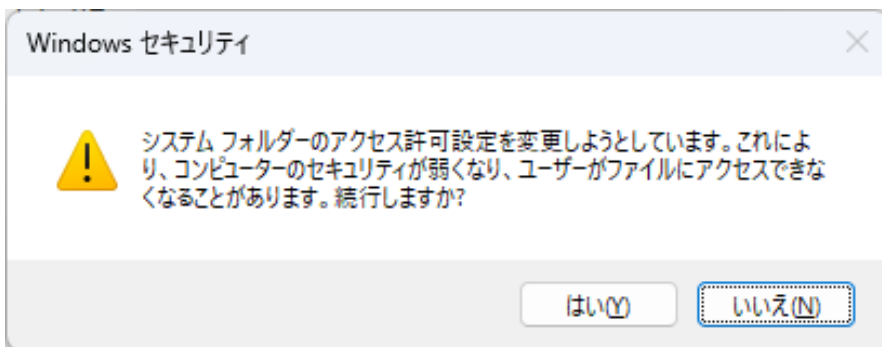 Windows セキュリティ
システム フォルダーのアクセス許可設定を変更しようとしています。これによ
り、コンピューターのセキュリティが弱くなり、ユーザーがファイルにアクセスできな
くなることがあります。続行しますか?
はい(Y)
いいえ(N)